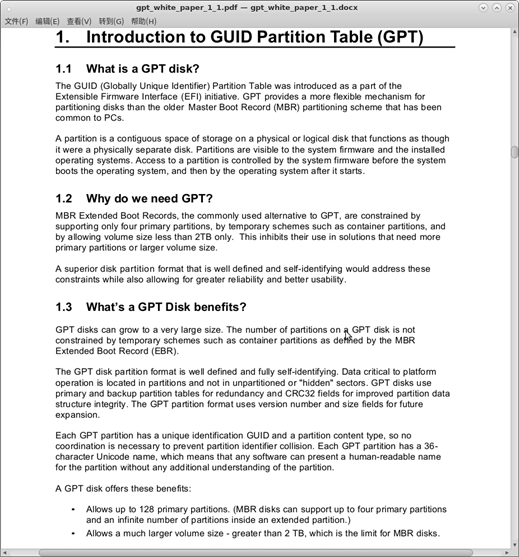 gpt_white_paper_1_1.pdf — gpt_white_paper_1_1.docx
文件(F) 编辑(E) 查看(V) 转到(G) 帮助(H)
1. Introduction to GUID Partition Table (GPT)
1.1 What is a GPT disk?
The GUID (Globally Unique Identifier) Partition Table was introduced as a part of the
Extensible Firmware Interface (EFI) initiative. GPT provides a more flexible mechanism for
partitioning disks than the older Master Boot Record (MBR) partitioning scheme that has been
common to PCs.
A partition is a contiguous space of storage on a physical or logical disk that functions as though
it were a physically separate disk. Partitions are visible to the system firmware and the installed
operating systems. Access to a partition is controlled by the system firmware before the system
boots the operating system, and then by the operating system after it starts.
1.2 Why do we need GPT?
MBR Extended Boot Records, the commonly used alternative to GPT, are constrained by
supporting only four primary partitions, by temporary schemes such as container partitions, and
by allowing volume size less than 2TB only. This inhibits their use in solutions that need more
primary partitions or larger volume size.
A superior disk partition format that is well defined and self-identifying would address these
constraints while also allowing for greater reliability and better usability.
1.3 What's a GPT Disk benefits?
GPT disks can grow to a very large size. The number of partitions on a GPT disk is not
constrained by temporary schemes such as container partitions as defined by the MBR
Extended Boot Record (EBR).
The GPT disk partition format is well defined and fully self-identifying. Data critical to platform
operation is located in partitions and not in unpartitioned or "hidden" sectors. GPT disks use
primary and backup partition tables for redundancy and CRC32 fields for improved partition data
structure integrity. The GPT partition format uses version number and size fields for future
expansion.
Each GPT partition has a unique identification GUID and a partition content type, so no
coordination is necessary to prevent partition identifier collision. Each GPT partition has a 36-
character Unicode name, which means that any software can present a human-readable name
for the partition without any additional understanding of the partition.
A GPT disk offers these benefits:
• Allows up to 128 primary partitions. (MBR disks can support up to four primary partitions
and an infinite number of partitions inside an extended partition.)
• Allows a much larger volume size - greater than 2 TB, which is the limit for MBR disks.